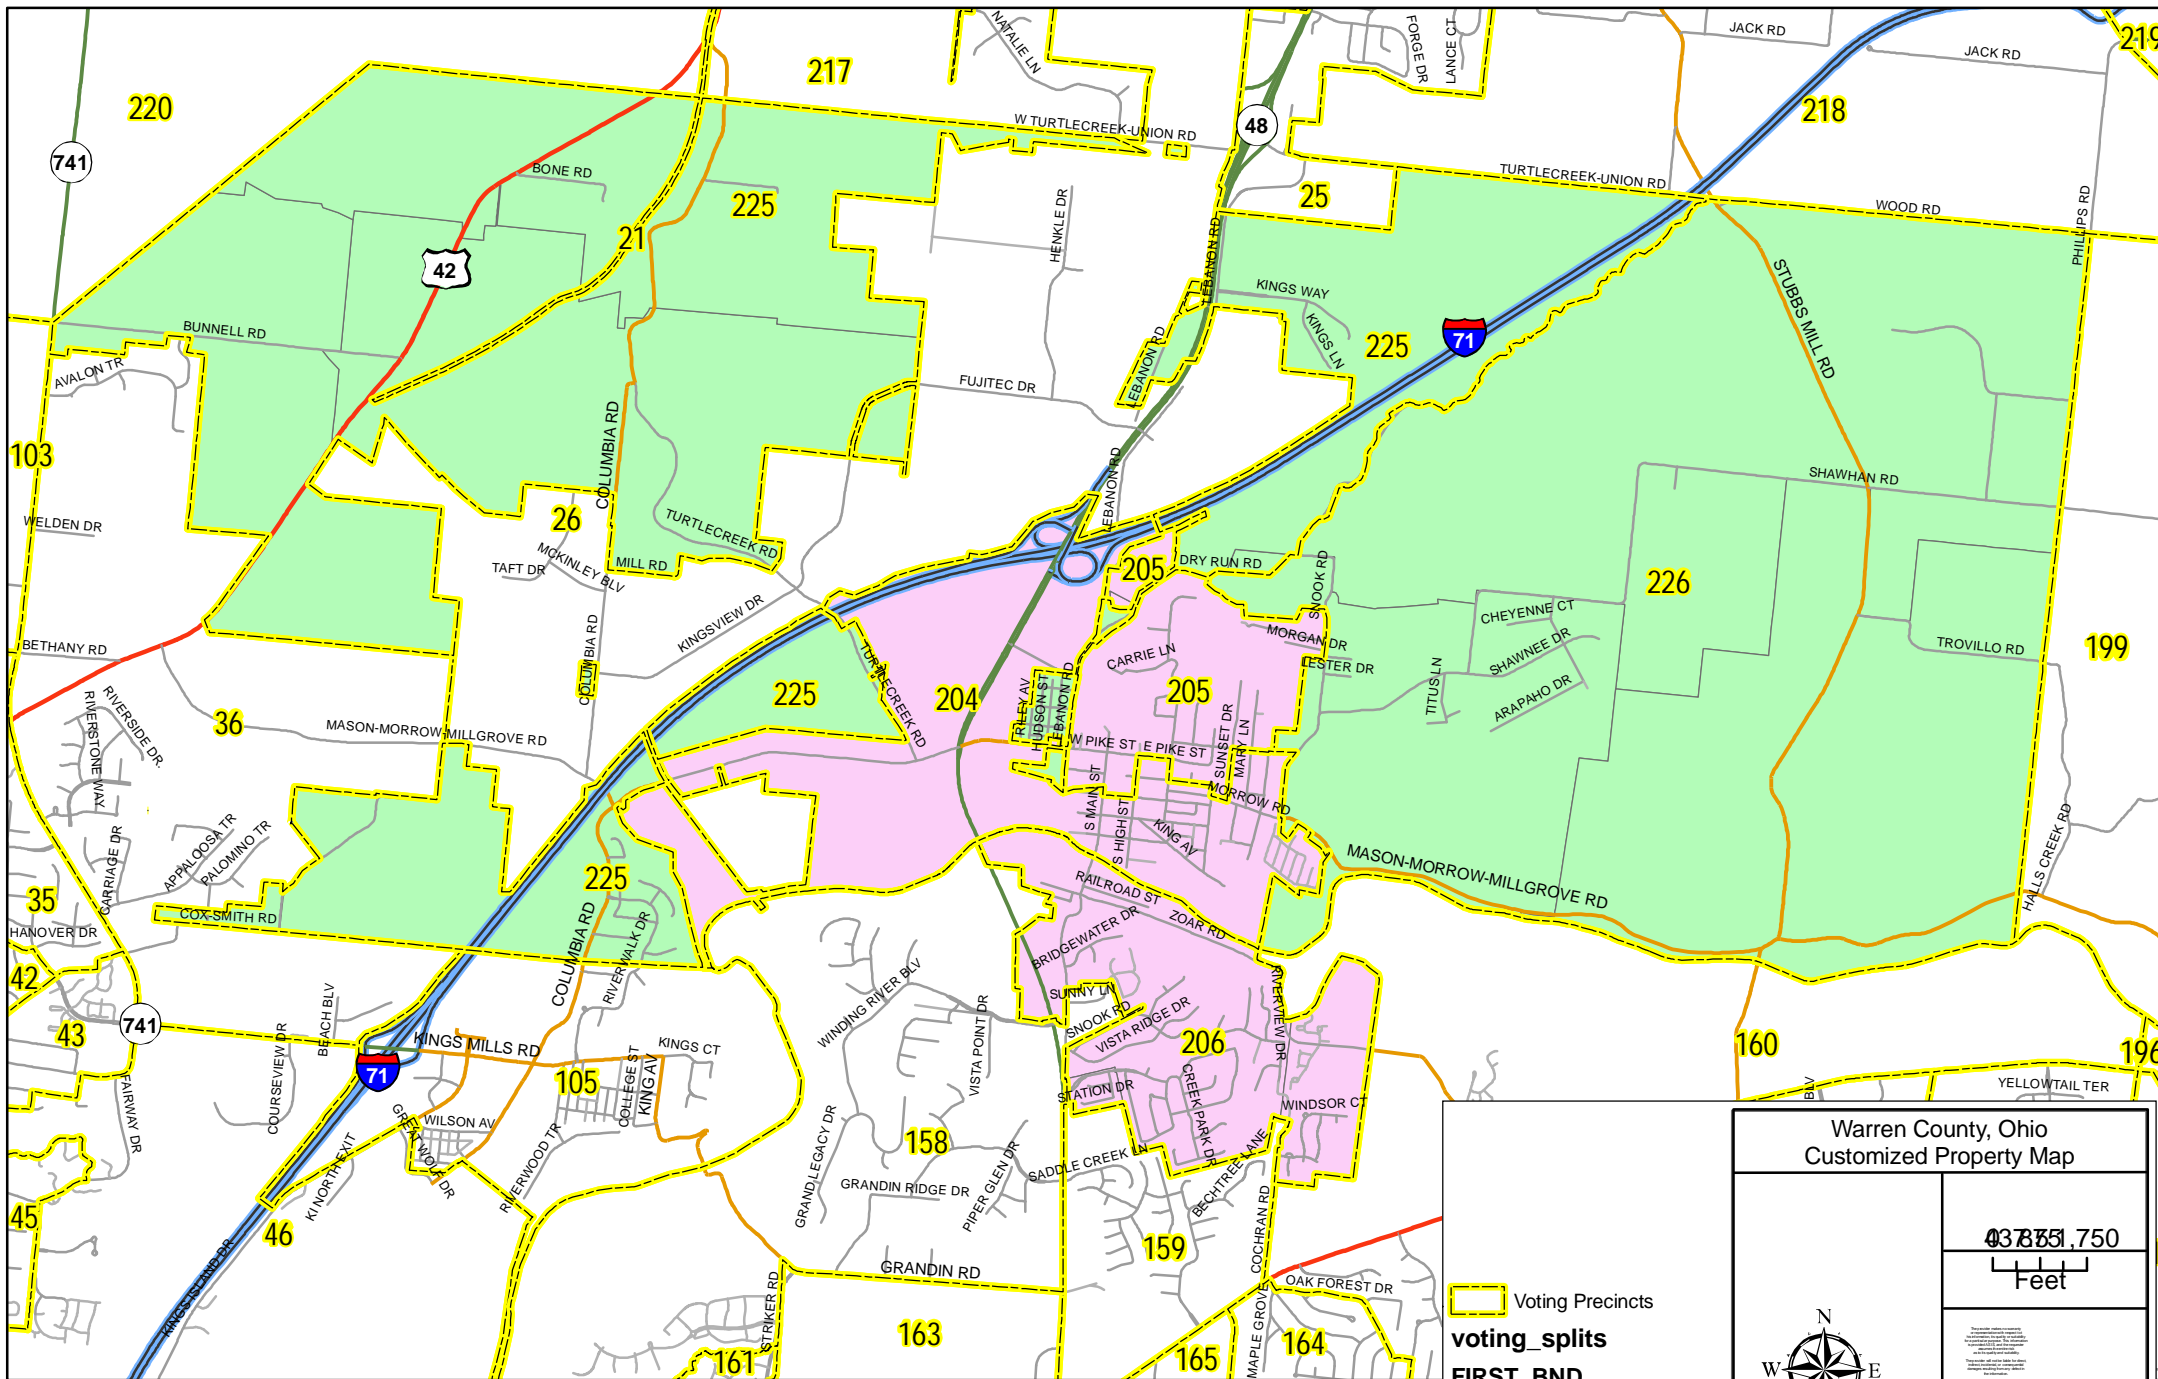 NATALIE LN
FORGE DR
LANCE CT
JACK RD
JACK RD
219
217
220
218
741
48
W TURTLECREEK-UNION RD
BONE RD
TURTLECREEK-UNION RD
WOOD RD
225
25
21
HENKLE DR
LEBANON RD
PHILLIPS RD
42
STUBBS MILL RD
KINGS WAY
KINGS LN
BUNNELL RD
225
71
AVALON TR
LEBANON RD
FUJITEC DR
COLUMBIA RD
103
LEBANON RD
SHAWHAN RD
WELDEN DR
26
TURTLECREEK RD
MCKINLEY BLV
MILL RD
TAFT DR
205
DRY RUN RD
SNOOK RD
226
KINGSVIEW DR
CHEYENNE CT
COLUMBIA RD
BETHANY RD
MORGAN DR
SHAWNEE DR
TROVILLO RD
199
CARRIE LN
LESTER DR
TURTLECREEK RD
225
204
205
RILEY AV
HUDSON ST
LEBANON RD
TITUS LN
ARAPAHO DR
RIVERSTONE WAY
RIVERSIDE DR.
36
MASON-MORROW-MILLGROVE RD
W PIKE ST
E PIKE ST
SUNSET DR
MARY LN
S MAIN ST
MORROW RD
S HIGH ST
KING AV
APPALOOSA TR
PALOMINO TR
CARRIAGE DR
MASON-MORROW-MILLGROVE RD
HALLS CREEK RD
225
35
RAILROAD ST
ZOAR RD
COX-SMITH RD
HANOVER DR
COLUMBIA RD
RIVERWALK DR
BRIDGEWATER DR
42
WINDING RIVER BLV
SUNNY LN
RIVERVIEW DR
741
43
BEACH BLV
COURSEVIEW DR
KINGS MILLS RD
KINGS CT
VISTA POINT DR
SNOOK RD
VISTA RIDGE DR
206
160
196
71
105
COLLEGE ST
KING AV
STATION DR
CREEK PARK DR
WINDSOR CT
BLV
YELLOWTAIL TER
FAIRWAY DR
GREAT WOLF DR
WILSON AV
RIVERWOOD TR
158
GRAND LEGACY DR
PIPER GLEN DR
SADDLE CREEK LN
BECHTREE LANE
GRANDIN RIDGE DR
KI NORTH EXIT
45
46
KINGS ISLAND DR
159
COCHRAN RD
GRANDIN RD
OAK FOREST DR
STRIKER RD
163
161
165
MAPLE GROVE
164
Warren County, Ohio
Customized Property Map
Feet
Voting Precincts
voting_splits
FIRST_BND
N
W
E